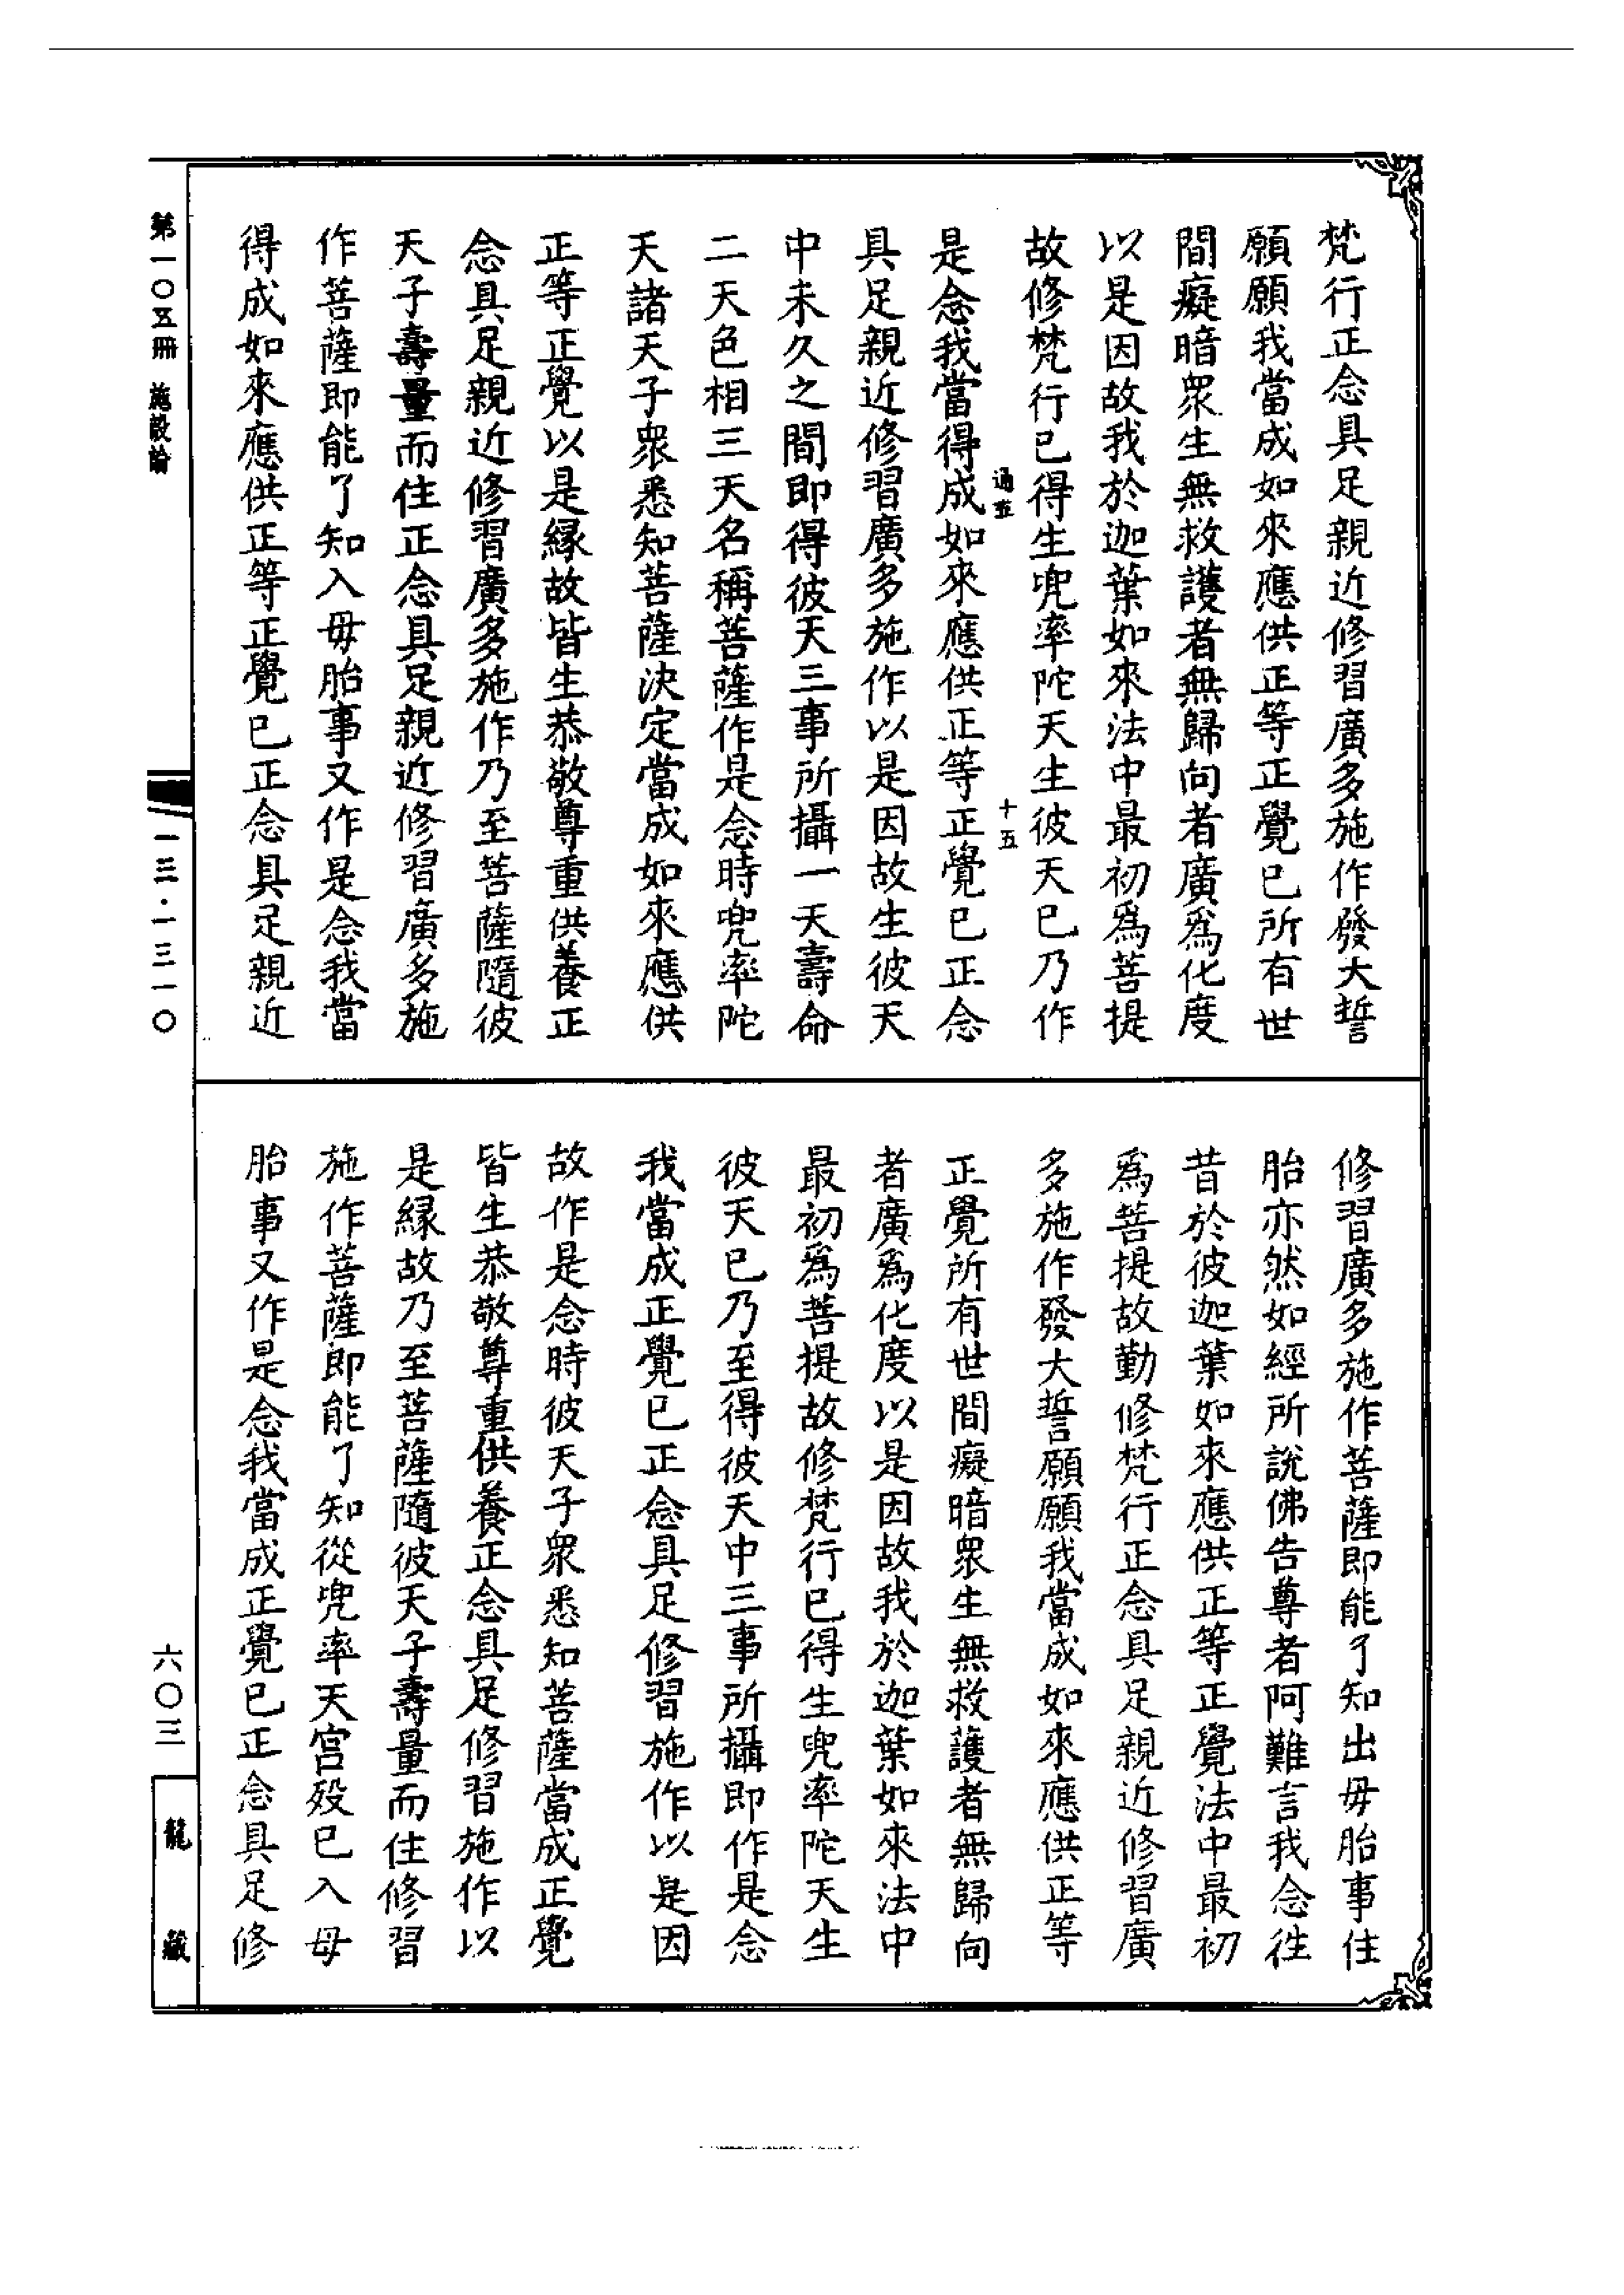 梵行正念具足親近修習廣多施作發大誓
願願我當成如來應供正等正覺已所有世
間癡暗眾生無救護者無歸向者廣為化度
以是因故我於迦葉如來法中最初為菩提
故修梵行已得生兜率陀天生彼天已乃作
通五
十五
是念我當得成如來應供正等正覺已正念
具足親近修習廣多施作以是因故生彼天
中未久之間即得彼天三事所攝一天壽命
二天色相三天名稱菩薩作是念時兜率陀
天諸天子眾悉知菩薩決定當成如來應供
正等正覺以是緣故皆生恭敬尊重供養正
念具足親近修習廣多施作乃至菩薩隨彼
天子壽量而住正念具足親近修習廣多施
作菩薩即能了知入毋胎事又作是念我當
得成如來應供正等正覺已正念具足親近
修習廣多施作菩薩即能了知出毋胎事住
胎亦然如經所說佛告尊者阿難言我念往
昔於彼迦葉如來應供正等正覺法中最初
為菩提故勤修梵行正念具足親近修習廣
多施作發大誓願願我當成如來應供正等
正覺所有世間癡暗眾生無救護者無歸向
者廣為化度以是因故我於迦葉如來法中
最初為菩提故修梵行已得生兜率陀天生
彼天已乃至得彼天中三事所攝即作是念
我當成正覺已正念具足修習施作以是因
故作是念時彼天子眾悉知菩薩當成正覺
皆生恭敬尊重供養正念具足修習施作以
是緣故乃至菩薩隨彼天子壽量而住修習
施作菩薩即能了知從兜率天宮歿已入毋
胎事又作是念我當成正覺已正念具足修
第一〇五冊 施設論
一三·一三一〇
六〇三
龍藏